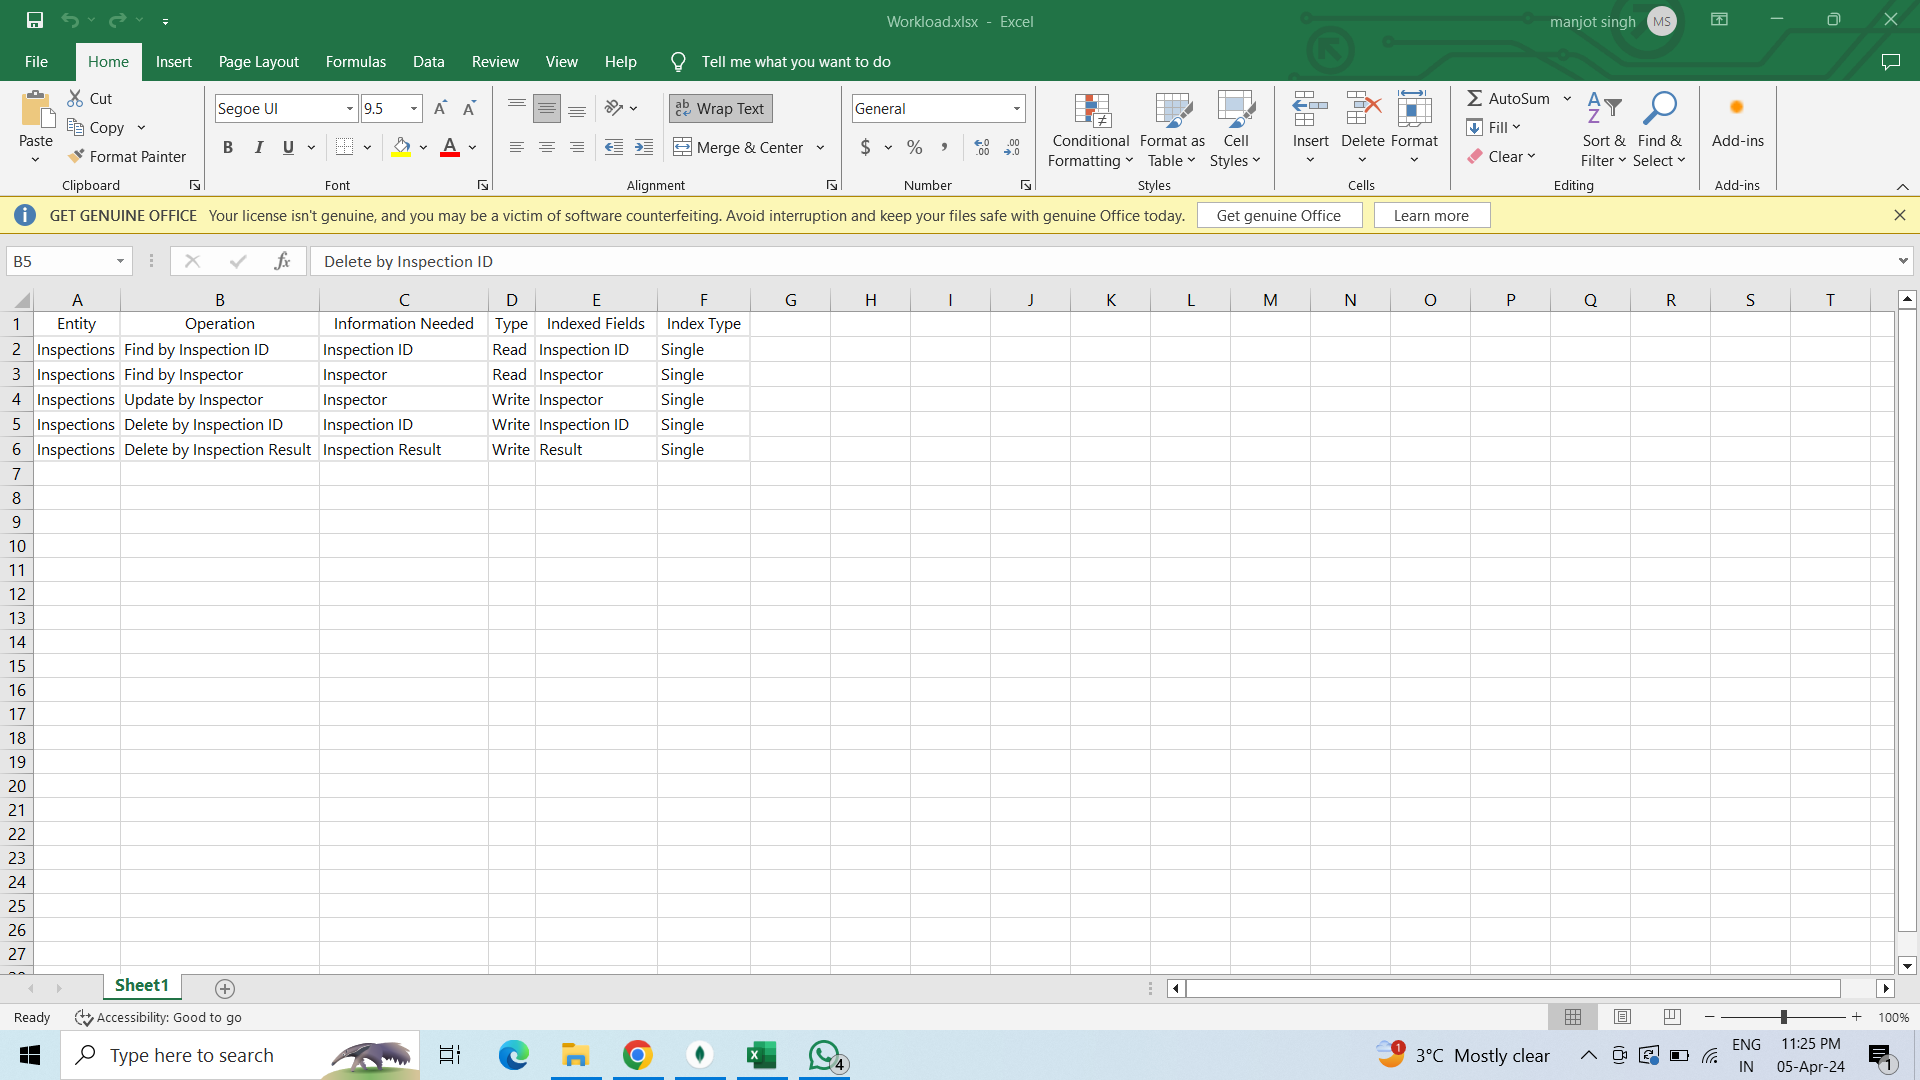 Workload.xlsx - Excel
manjot singh MS
File Home Insert Page Layout Formulas Data Review View Help Tell me what you want to do
Paste
Cut
Copy
Format Painter
Clipboard
Segoe UI 9.5
B I U
Font
Wrap Text
Merge & Center
Alignment
General
$ % ,
Number
Conditional Formatting
Format as Table
Cell Styles
Styles
Insert
Delete
Format
Cells
AutoSum
Fill
Clear
Sort & Filter
Find & Select
Editing
Add-ins
Add-ins
GET GENUINE OFFICE Your license isn't genuine, and you may be a victim of software counterfeiting. Avoid interruption and keep your files safe with genuine Office today. Get genuine Office Learn more
B5 fx Delete by Inspection ID
A B C D E F G H I J K L M N O P Q R S T
1 Entity Operation Information Needed Type Indexed Fields Index Type
2 Inspections Find by Inspection ID Inspection ID Read Inspection ID Single
3 Inspections Find by Inspector Inspector Read Inspector Single
4 Inspections Update by Inspector Inspector Write Inspector Single
5 Inspections Delete by Inspection ID Inspection ID Write Inspection ID Single
6 Inspections Delete by Inspection Result Inspection Result Write Result Single
7
8
9
10
11
12
13
14
15
16
17
18
19
20
21
22
23
24
25
26
27
Sheet1
Ready Accessibility: Good to go 100%
Type here to search
4
1 3°C Mostly clear
ENG IN
11:25 PM
05-Apr-24
1